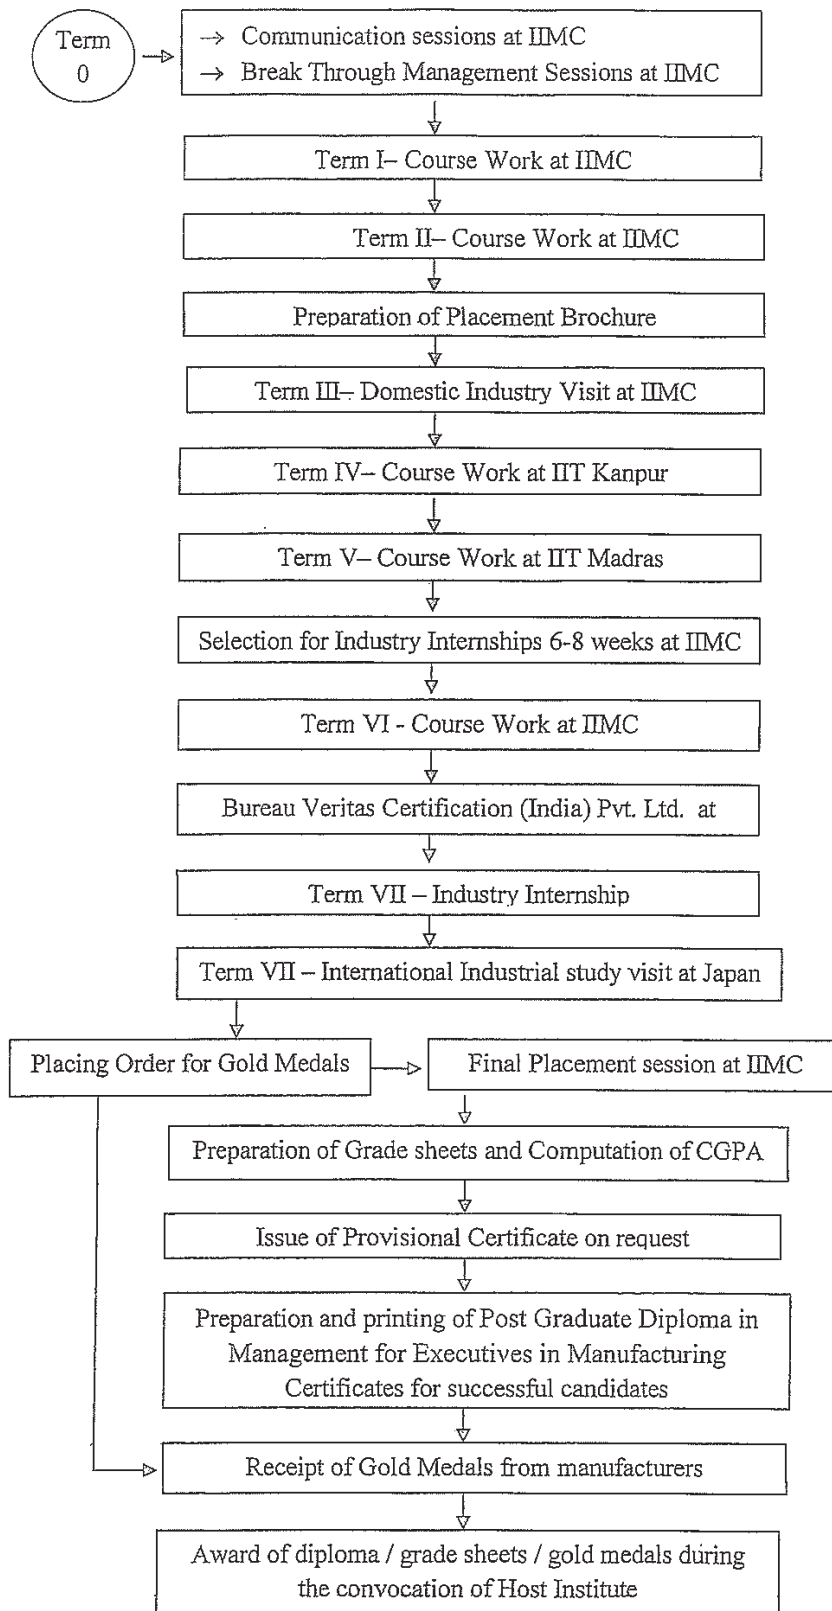 Term
0
→ Communication sessions at IIMC
→ Break Through Management Sessions at IIMC
Term I– Course Work at IIMC
Term II– Course Work at IIMC
Preparation of Placement Brochure
Term III– Domestic Industry Visit at IIMC
Term IV– Course Work at IIT Kanpur
Term V– Course Work at IIT Madras
Selection for Industry Internships 6-8 weeks at IIMC
Term VI - Course Work at IIMC
Bureau Veritas Certification (India) Pvt. Ltd. at
Term VII – Industry Internship
Term VII – International Industrial study visit at Japan
Placing Order for Gold Medals
Final Placement session at IIMC
Preparation of Grade sheets and Computation of CGPA
Issue of Provisional Certificate on request
Preparation and printing of Post Graduate Diploma in
Management for Executives in Manufacturing
Certificates for successful candidates
Receipt of Gold Medals from manufacturers
Award of diploma / grade sheets / gold medals during
the convocation of Host Institute